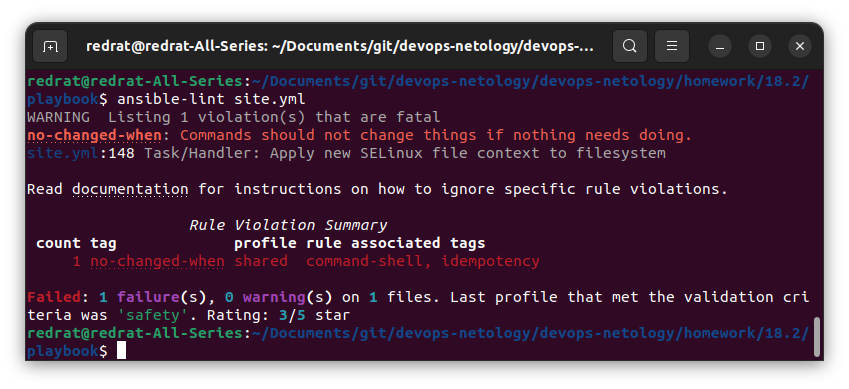 redrat@redrat-All-Series: ~/Documents/git/devops-netology/devops-...
redrat@redrat-All-Series:~/Documents/git/devops-netology/devops-netology/homework/18.2/
playbook$ ansible-lint site.yml
WARNING  Listing 1 violation(s) that are fatal
no-changed-when: Commands should not change things if nothing needs doing.
site.yml:148 Task/Handler: Apply new SELinux file context to filesystem
Read documentation for instructions on how to ignore specific rule violations.
Rule Violation Summary
count tag profile rule associated tags
1 no-changed-when shared command-shell, idempotency
Failed: 1 failure(s), 0 warning(s) on 1 files. Last profile that met the validation cri
teria was 'safety'. Rating: 3/5 star
redrat@redrat-All-Series:~/Documents/git/devops-netology/devops-netology/homework/18.2/
playbook$